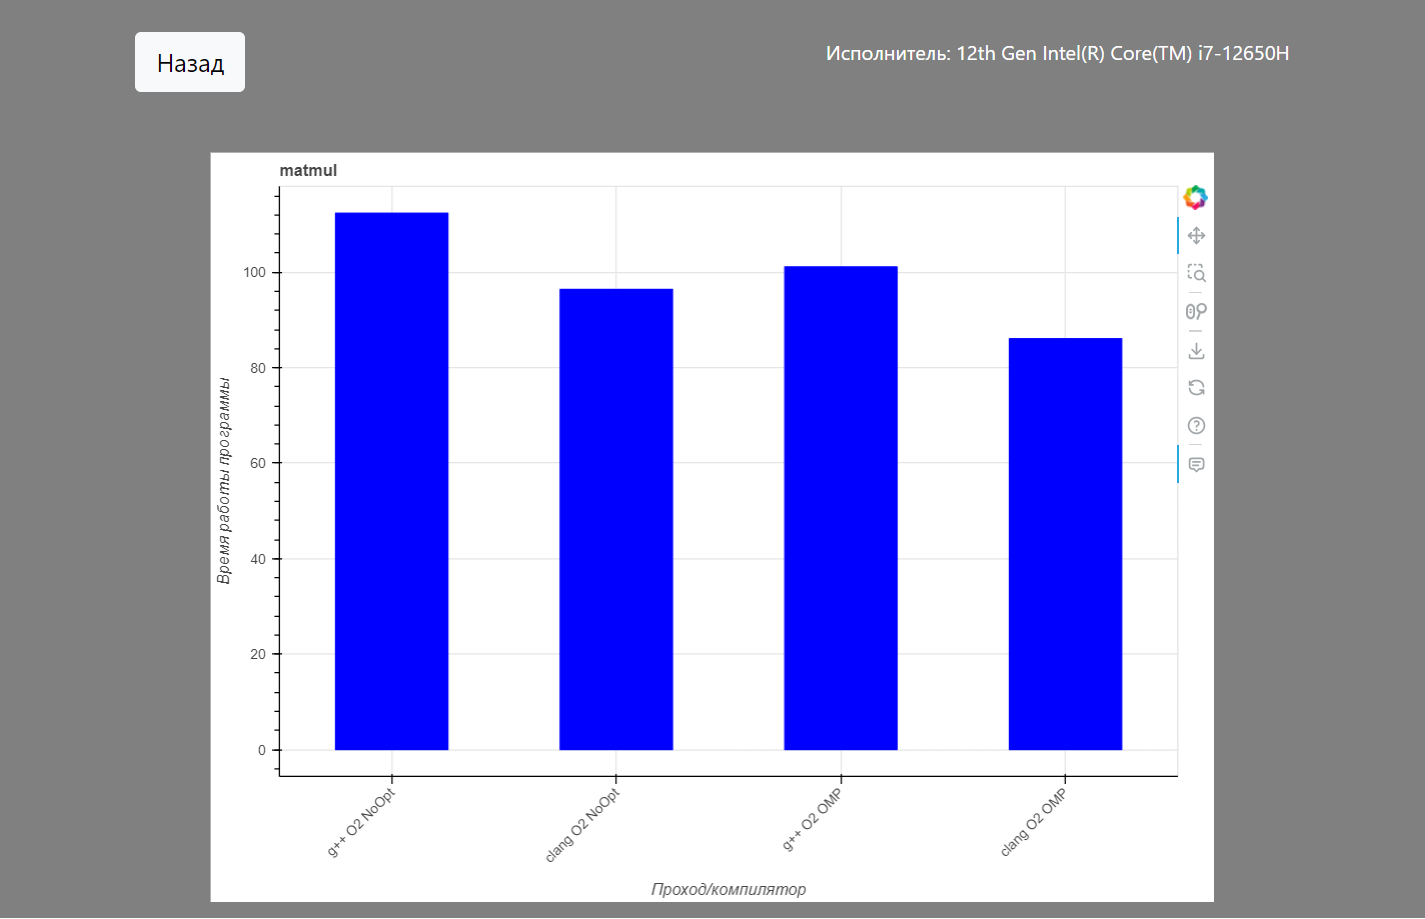 Назад
Исполнитель: 12th Gen Intel(R) Core(TM) i7-12650H
matmul
Время работы программы
100
80
60
40
20
0
g++ O2 NoOpt
clang O2 NoOpt
g++ O2 OMP
clang O2 OMP
Проход/компилятор